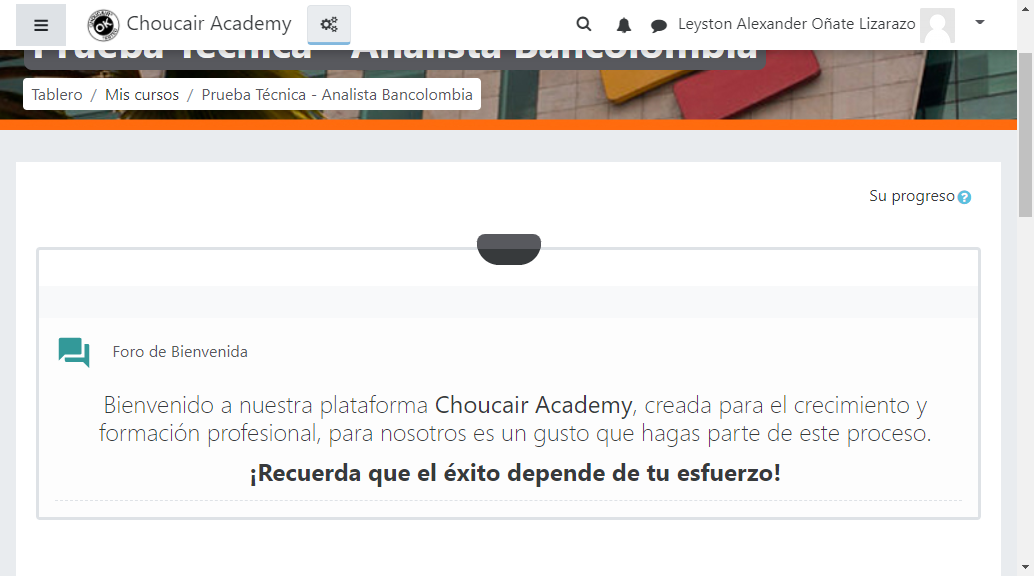 Choucair Academy
Leyston Alexander Oñate Lizarazo
Prueba Técnica - Analista Bancolombia
Tablero / Mis cursos / Prueba Técnica - Analista Bancolombia
Su progreso
Foro de Bienvenida
Bienvenido a nuestra plataforma Choucair Academy, creada para el crecimiento y
formación profesional, para nosotros es un gusto que hagas parte de este proceso.
¡Recuerda que el éxito depende de tu esfuerzo!